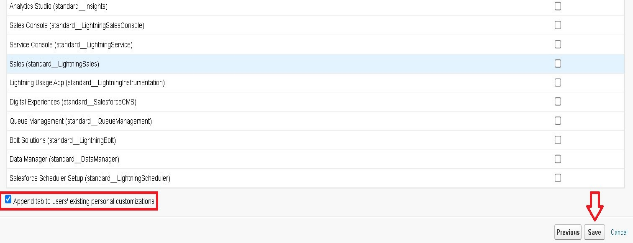 Analytics Studio (standard__Insights)
Sales Console (standard__LightningSalesConsole)
Service Console (standard__LightningService)
Sales (standard__LightningSales)
Lightning Usage App (standard__LightningInstrumentation)
Digital Experiences (standard__SalesforceCMS)
Queue Management (standard__QueueManagement)
Bolt Solutions (standard__LightningBolt)
Data Manager (standard__DataManager)
Salesforce Scheduler Setup (standard__LightningScheduler)
Append tab to users' existing personal customizations
Previous Save Cancel